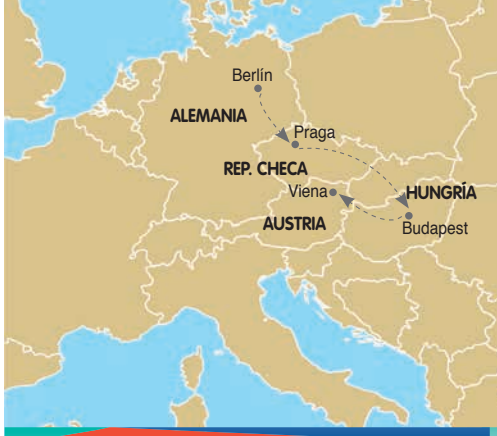 Berlín
ALEMANIA
Praga
REP. CHECA
Viena
HUNGRÍA
AUSTRIA
Budapest